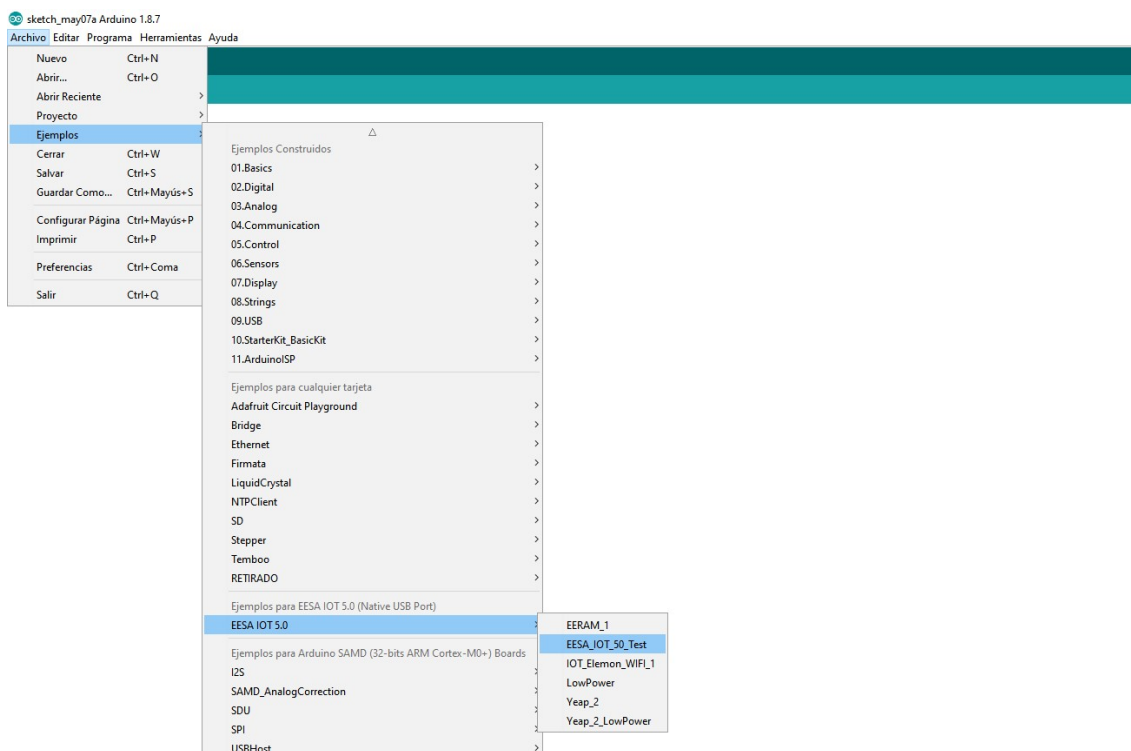 sketch_may07a Arduino 1.8.7
Archivo Editar Programa Herramientas Ayuda
Nuevo Ctrl+N
Abrir... Ctrl+O
Abrir Reciente
Proyecto
Ejemplos
Cerrar Ctrl+W
Salvar Ctrl+S
Guardar Como... Ctrl+Mayús+S
Configurar Página Ctrl+Mayús+P
Imprimir Ctrl+P
Preferencias Ctrl+Coma
Salir Ctrl+Q
Ejemplos Construidos
01.Basics
02.Digital
03.Analog
04.Communication
05.Control
06.Sensors
07.Display
08.Strings
09.USB
10.StarterKit_BasicKit
11.ArduinoISP
Ejemplos para cualquier tarjeta
Adafruit Circuit Playground
Bridge
Ethernet
Firmata
LiquidCrystal
NTPClient
SD
Stepper
Temboo
RETIRADO
Ejemplos para EESA IOT 5.0 (Native USB Port)
EESA IOT 5.0
Ejemplos para Arduino SAMD (32-bits ARM Cortex-M0+) Boards
I2S
SAMD_AnalogCorrection
SDU
SPI
USBHost
EERAM_1
EESA_IOT_50_Test
IOT_Elemon_WIFI_1
LowPower
Yeap_2
Yeap_2_LowPower